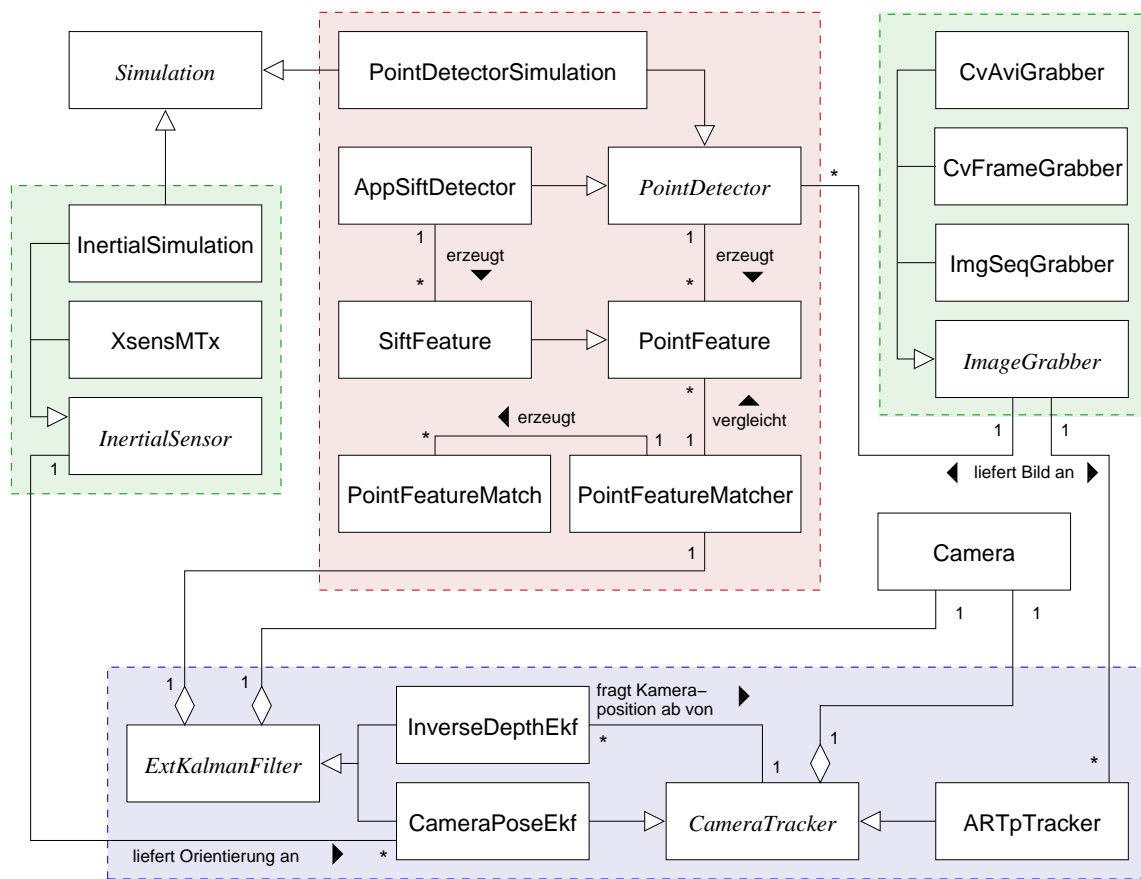 Simulation
PointDetectorSimulation
CvAviGrabber
CvFrameGrabber
AppSiftDetector
PointDetector
*
1
1
InertialSimulation
erzeugt
erzeugt
ImgSeqGrabber
*
*
XsensMTx
SiftFeature
PointFeature
ImageGrabber
*
InertialSensor
erzeugt
vergleicht
1
1
*
1
1
1
PointFeatureMatch
PointFeatureMatcher
liefert Bild an
1
Camera
1
1
1
1
fragt Kamera–
position ab von
InverseDepthEkf
*
1
ExtKalmanFilter
1
*
CameraPoseEkf
CameraTracker
ARTpTracker
liefert Orientierung an
*